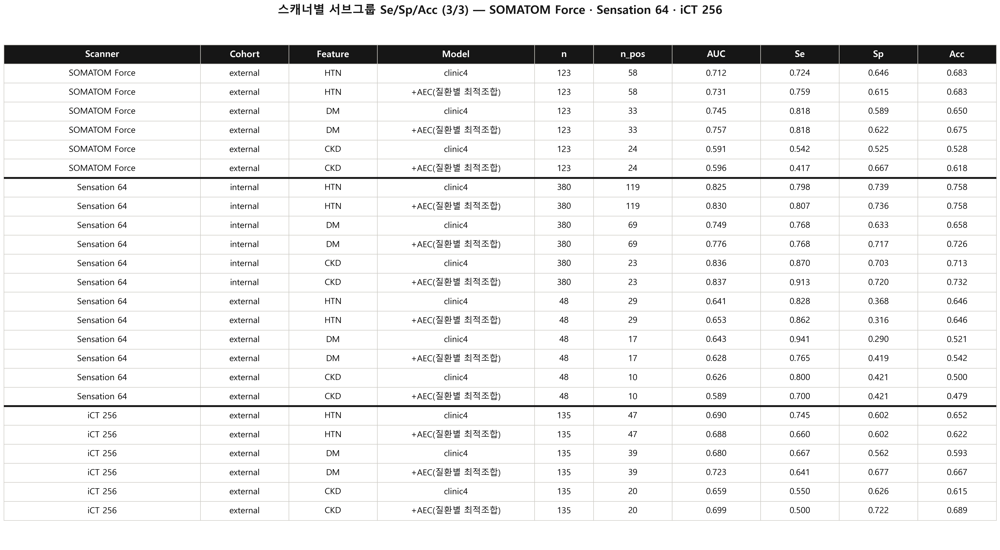 스캐너별 서브그룹 Se/Sp/Acc (3/3) — SOMATOM Force · Sensation 64 · iCT 256
Scanner Cohort Feature Model n n_pos AUC Se Sp Acc
SOMATOM Force external HTN clinic4 123 58 0.712 0.724 0.646 0.683
SOMATOM Force external HTN +AEC(질환별 최적조합) 123 58 0.731 0.759 0.615 0.683
SOMATOM Force external DM clinic4 123 33 0.745 0.818 0.589 0.650
SOMATOM Force external DM +AEC(질환별 최적조합) 123 33 0.757 0.818 0.622 0.675
SOMATOM Force external CKD clinic4 123 24 0.591 0.542 0.525 0.528
SOMATOM Force external CKD +AEC(질환별 최적조합) 123 24 0.596 0.417 0.667 0.618
Sensation 64 internal HTN clinic4 380 119 0.825 0.798 0.739 0.758
Sensation 64 internal HTN +AEC(질환별 최적조합) 380 119 0.830 0.807 0.736 0.758
Sensation 64 internal DM clinic4 380 69 0.749 0.768 0.633 0.658
Sensation 64 internal DM +AEC(질환별 최적조합) 380 69 0.776 0.768 0.717 0.726
Sensation 64 internal CKD clinic4 380 23 0.836 0.870 0.703 0.713
Sensation 64 internal CKD +AEC(질환별 최적조합) 380 23 0.837 0.913 0.720 0.732
Sensation 64 external HTN clinic4 48 29 0.641 0.828 0.368 0.646
Sensation 64 external HTN +AEC(질환별 최적조합) 48 29 0.653 0.862 0.316 0.646
Sensation 64 external DM clinic4 48 17 0.643 0.941 0.290 0.521
Sensation 64 external DM +AEC(질환별 최적조합) 48 17 0.628 0.765 0.419 0.542
Sensation 64 external CKD clinic4 48 10 0.626 0.800 0.421 0.500
Sensation 64 external CKD +AEC(질환별 최적조합) 48 10 0.589 0.700 0.421 0.479
iCT 256 external HTN clinic4 135 47 0.690 0.745 0.602 0.652
iCT 256 external HTN +AEC(질환별 최적조합) 135 47 0.688 0.660 0.602 0.622
iCT 256 external DM clinic4 135 39 0.680 0.667 0.562 0.593
iCT 256 external DM +AEC(질환별 최적조합) 135 39 0.723 0.641 0.677 0.667
iCT 256 external CKD clinic4 135 20 0.659 0.550 0.626 0.615
iCT 256 external CKD +AEC(질환별 최적조합) 135 20 0.699 0.500 0.722 0.689